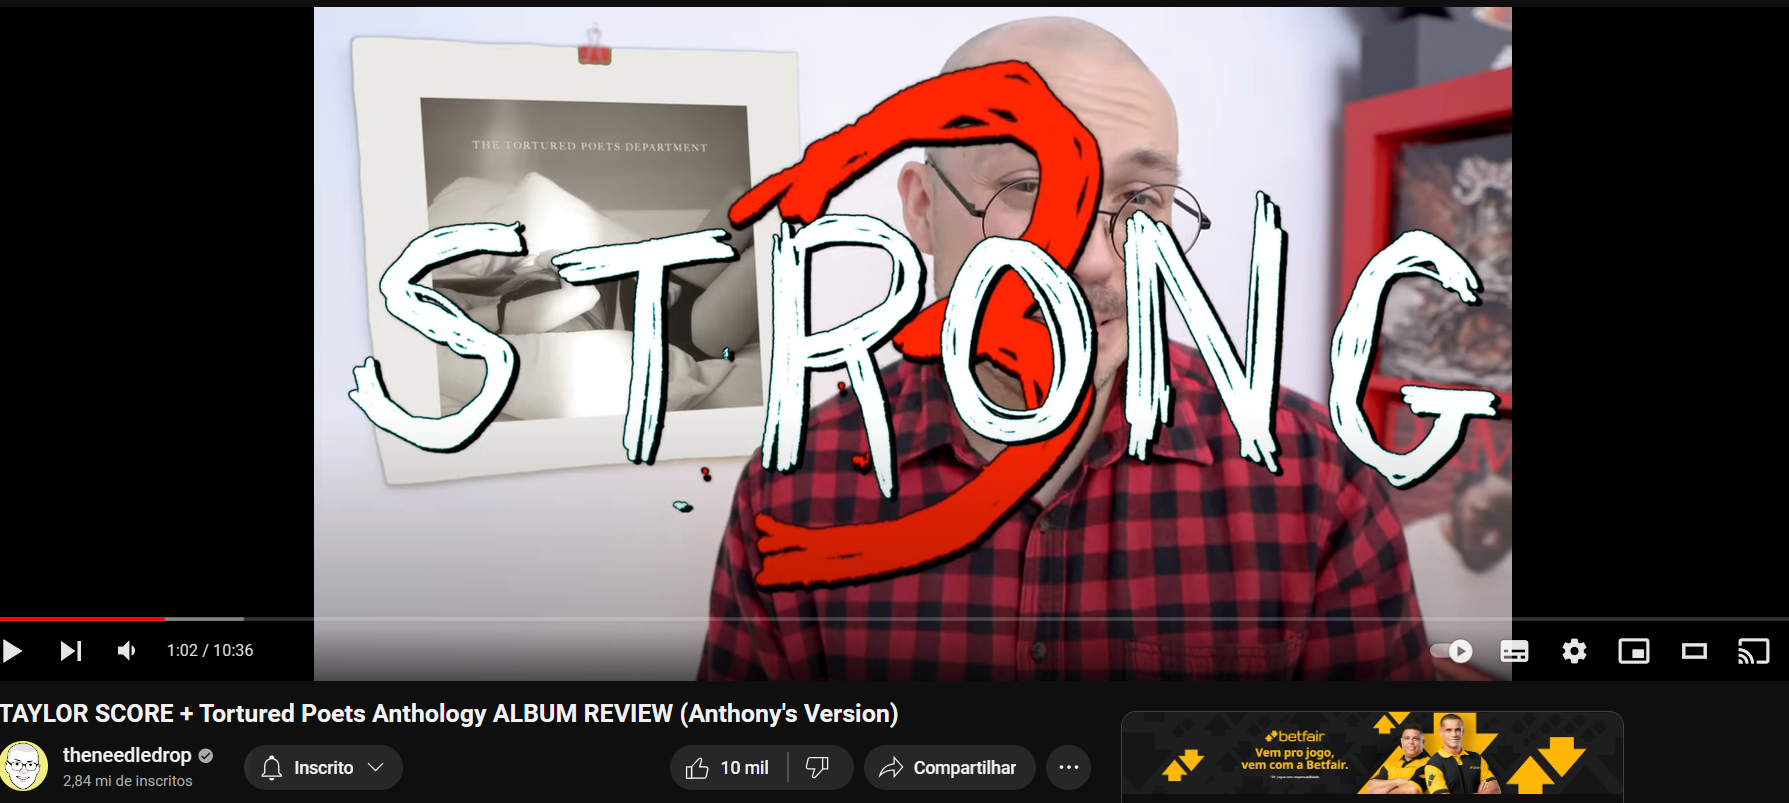 THE TORTURED POETS DEPARTMENT
3
STRONG
1:02 / 10:36
TAYLOR SCORE + Tortured Poets Anthology ALBUM REVIEW (Anthony's Version)
theneedledrop
2,84 mi de inscritos
Inscrito
10 mil
Compartilhar
betfair
Vem pro jogo,
vem com a Betfair.